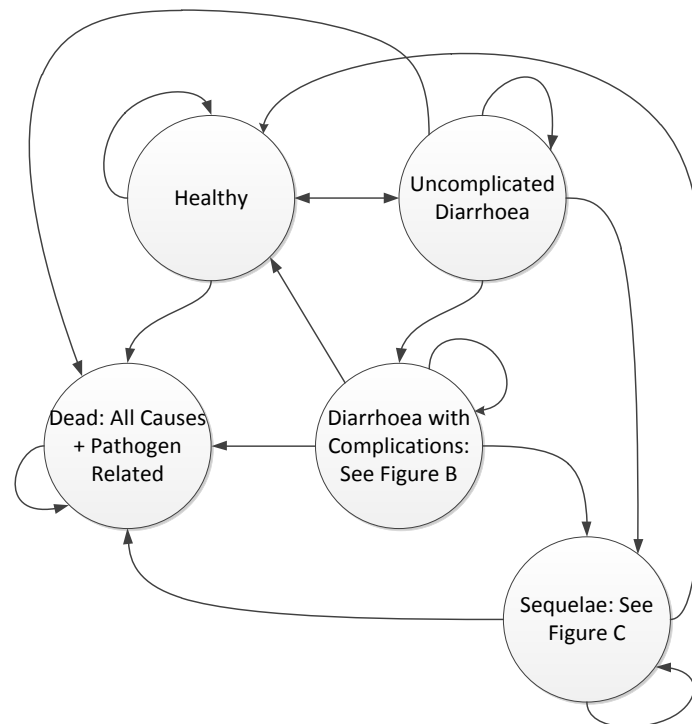 Healthy
Uncomplicated
Diarrhoea
Dead: All Causes
+ Pathogen
Related
Diarrhoea with
Complications:
See Figure B
Sequelae: See
Figure C